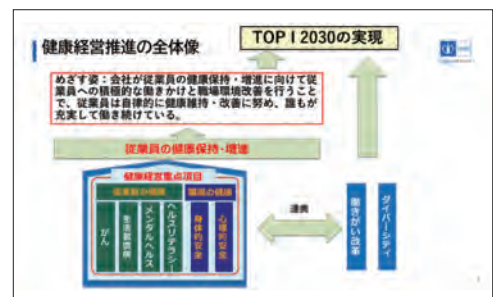 健康経営推進の全体像
TOP I 2030の実現
めざす姿：会社が従業員の健康保持・増進に向けて従
業員への積極的な働きかけと職場環境改善を行うこと
で、従業員は自律的に健康維持・改善に努め、誰もが
充実して働き続けている。
従業員の健康保持・増進
健康経営重点項目
従業員の健康
職場の健康
がん
生活習慣病
メンタルヘルス
ヘルスリテラシー
身体的安全
心理的安全
連携
働きがい改革
ダイバーシティ